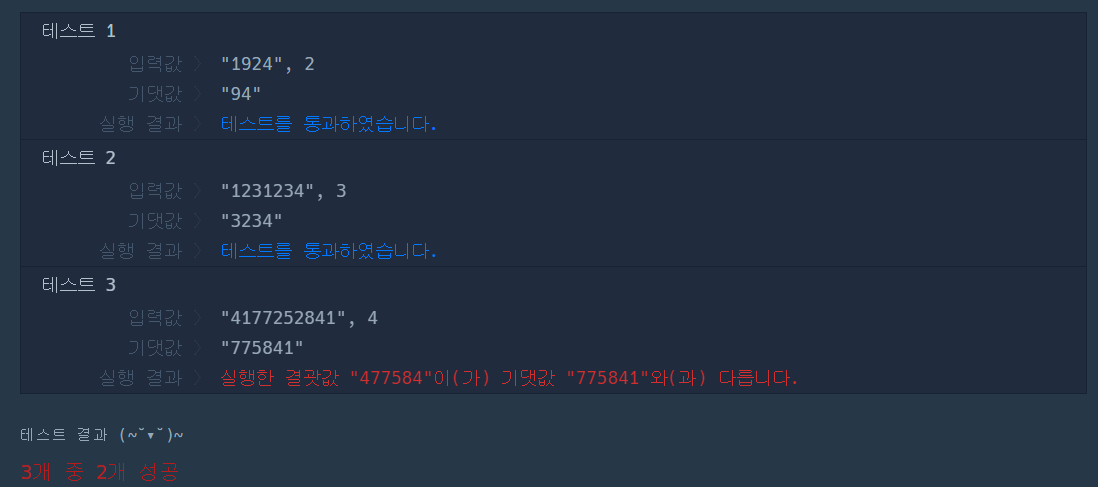 테스트 1
입력값 〉 "1924", 2
기댓값 〉 "94"
실행 결과 〉 테스트를 통과하였습니다.
테스트 2
입력값 〉 "1231234", 3
기댓값 〉 "3234"
실행 결과 〉 테스트를 통과하였습니다.
테스트 3
입력값 〉 "4177252841", 4
기댓값 〉 "775841"
실행 결과 〉 실행한 결괏값 "477584"이(가) 기댓값 "775841"와(과) 다릅니다.
테스트 결과 (~˘▾˘)~
3개 중 2개 성공